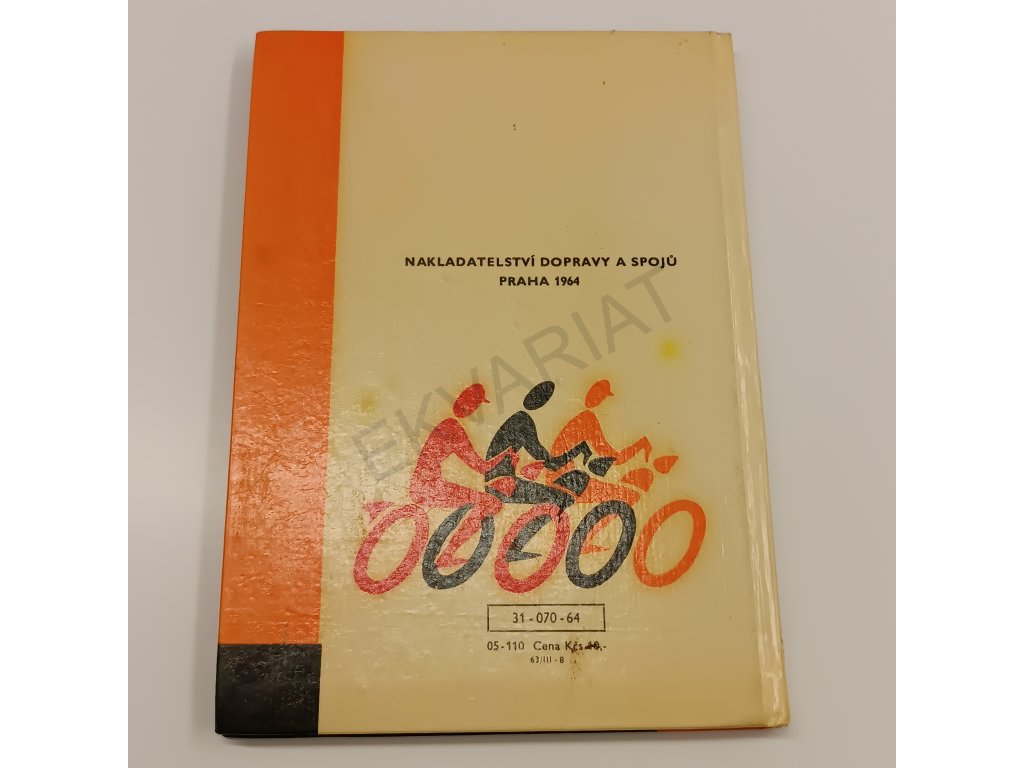 NAKLADATELSTVÍ DOPRAVY A SPOJŮ
PRAHA 1964
EKVARIAT
31 - 070 - 64
05 - 110 Cena Kčs 10,-
63/III - 8